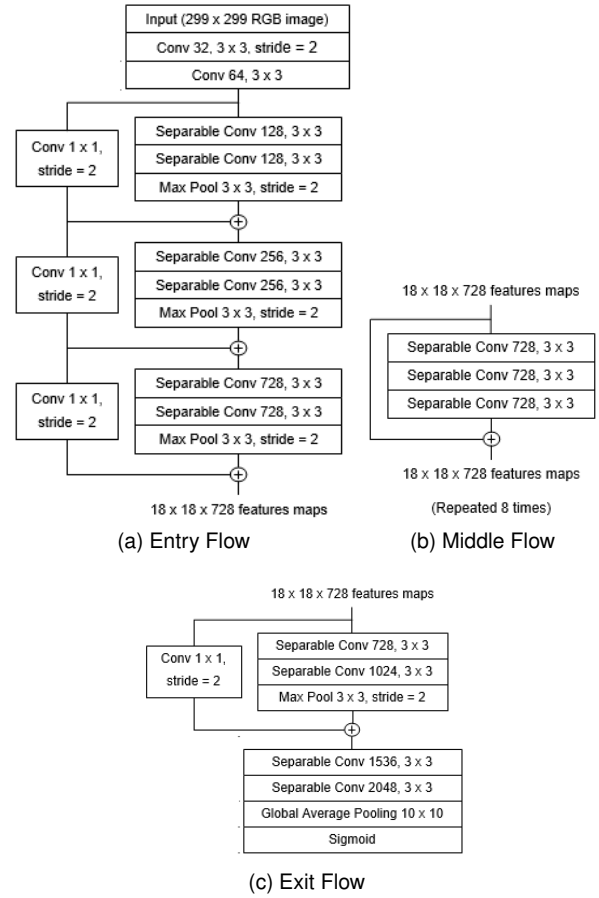 Input (299 x 299 RGB image)
Conv 32, 3 x 3, stride = 2
Conv 64, 3 x 3
Conv 1 x 1,
stride = 2
Separable Conv 128, 3 x 3
Separable Conv 128, 3 x 3
Max Pool 3 x 3, stride = 2
Conv 1 x 1,
stride = 2
Separable Conv 256, 3 x 3
Separable Conv 256, 3 x 3
Max Pool 3 x 3, stride = 2
Conv 1 x 1,
stride = 2
Separable Conv 728, 3 x 3
Separable Conv 728, 3 x 3
Max Pool 3 x 3, stride = 2
18 x 18 x 728 features maps
(a) Entry Flow
18 x 18 x 728 features maps
Separable Conv 728, 3 x 3
Separable Conv 728, 3 x 3
Separable Conv 728, 3 x 3
18 x 18 x 728 features maps
(Repeated 8 times)
(b) Middle Flow
18 x 18 x 728 features maps
Conv 1 x 1,
stride = 2
Separable Conv 728, 3 x 3
Separable Conv 1024, 3 x 3
Max Pool 3 x 3, stride = 2
Separable Conv 1536, 3 x 3
Separable Conv 2048, 3 x 3
Global Average Pooling 10 x 10
Sigmoid
(c) Exit Flow